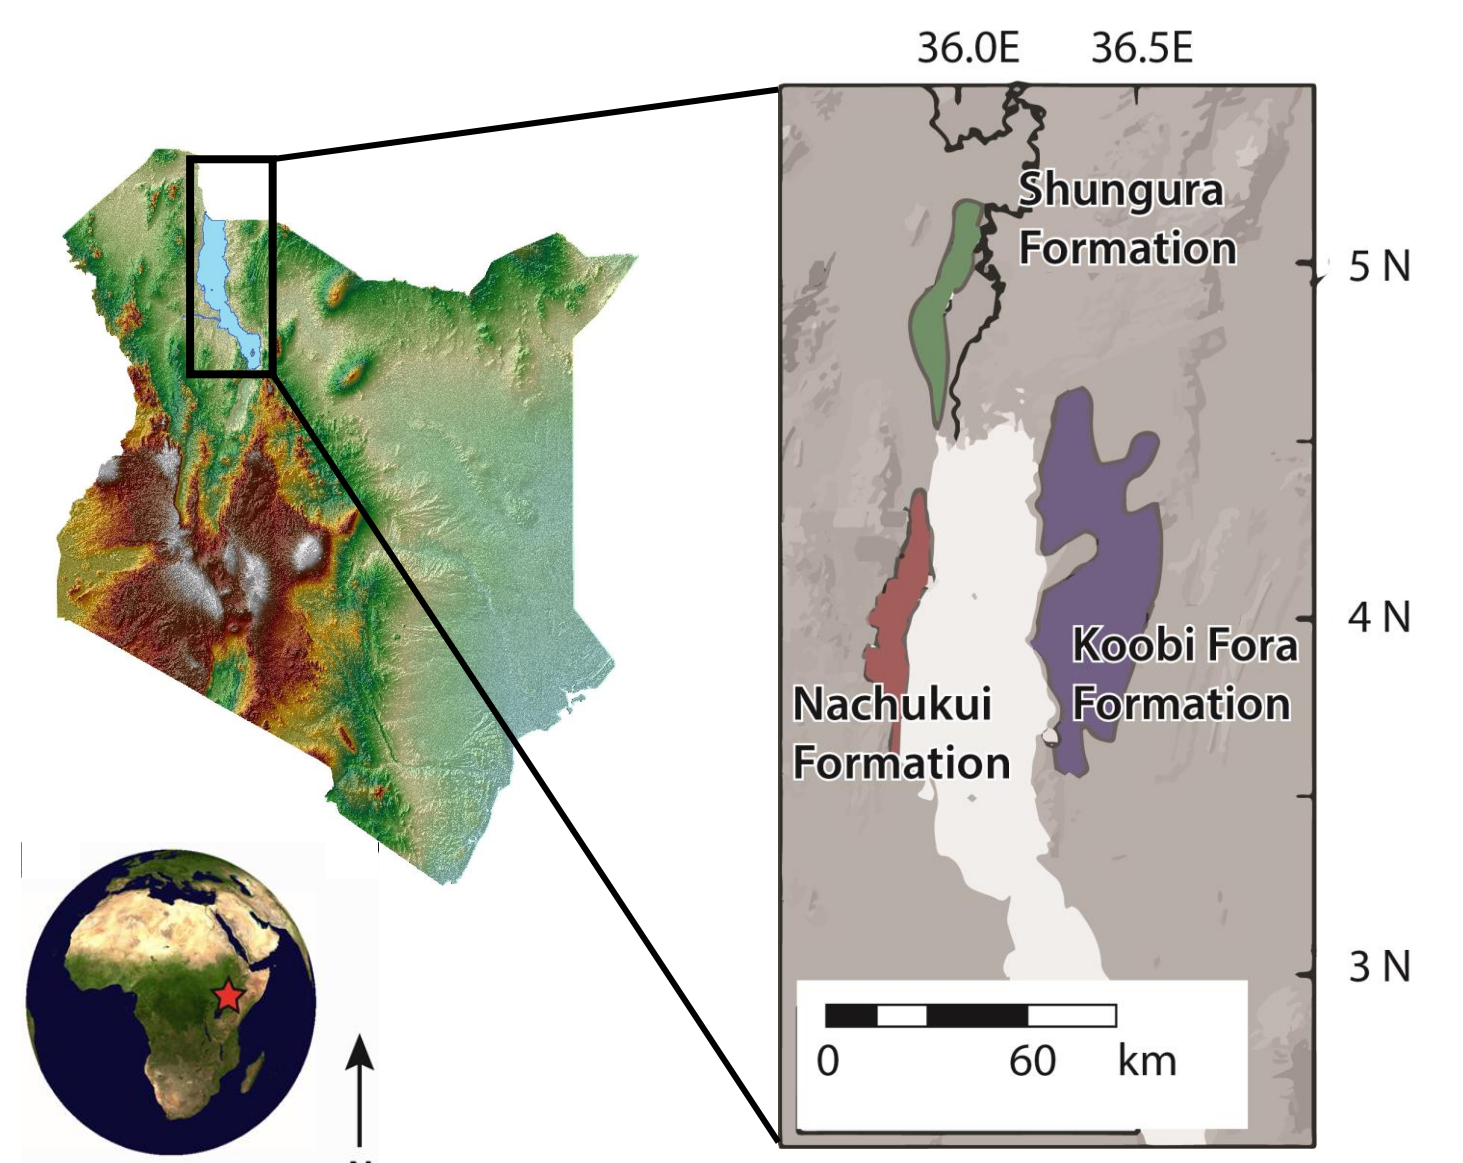 36.0E 36.5E
Shungura
Formation
5 N
4 N
Koobi Fora
Formation
Nachukui
Formation
3 N
0 60 km